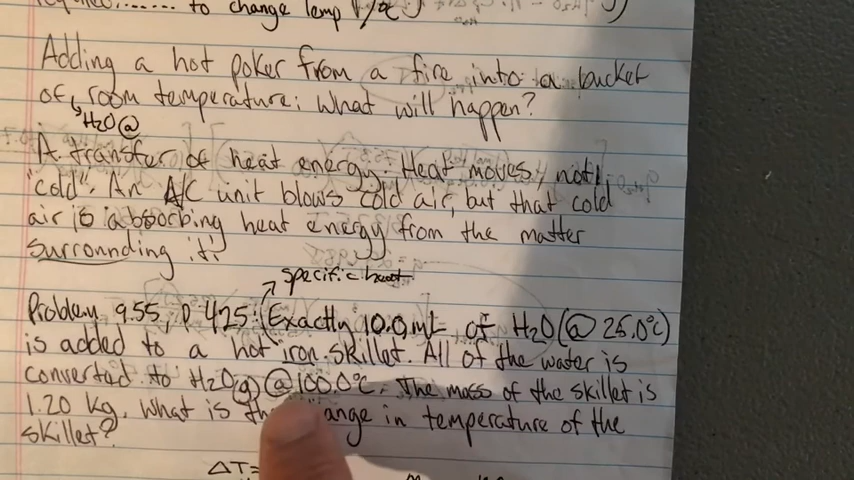 to change temp
Adding a hot poker from a fire into a bucket
of room temperature: What will happen?
H2O @
A transfer of heat energy. Heat moves, not
"cold". An A/C unit blows cold air, but that cold
air is absorbing heat energy from the matter
surrounding it!
specific heat
Problem 9.55, p 425: Exactly 10.0 mL of H2O (@ 25.0°C)
is added to a hot iron skillet. All of the water is
converted to H2O(g) @ 100.0°C. The mass of the skillet is
1.20 kg. What is the change in temperature of the
skillet?
ΔT=